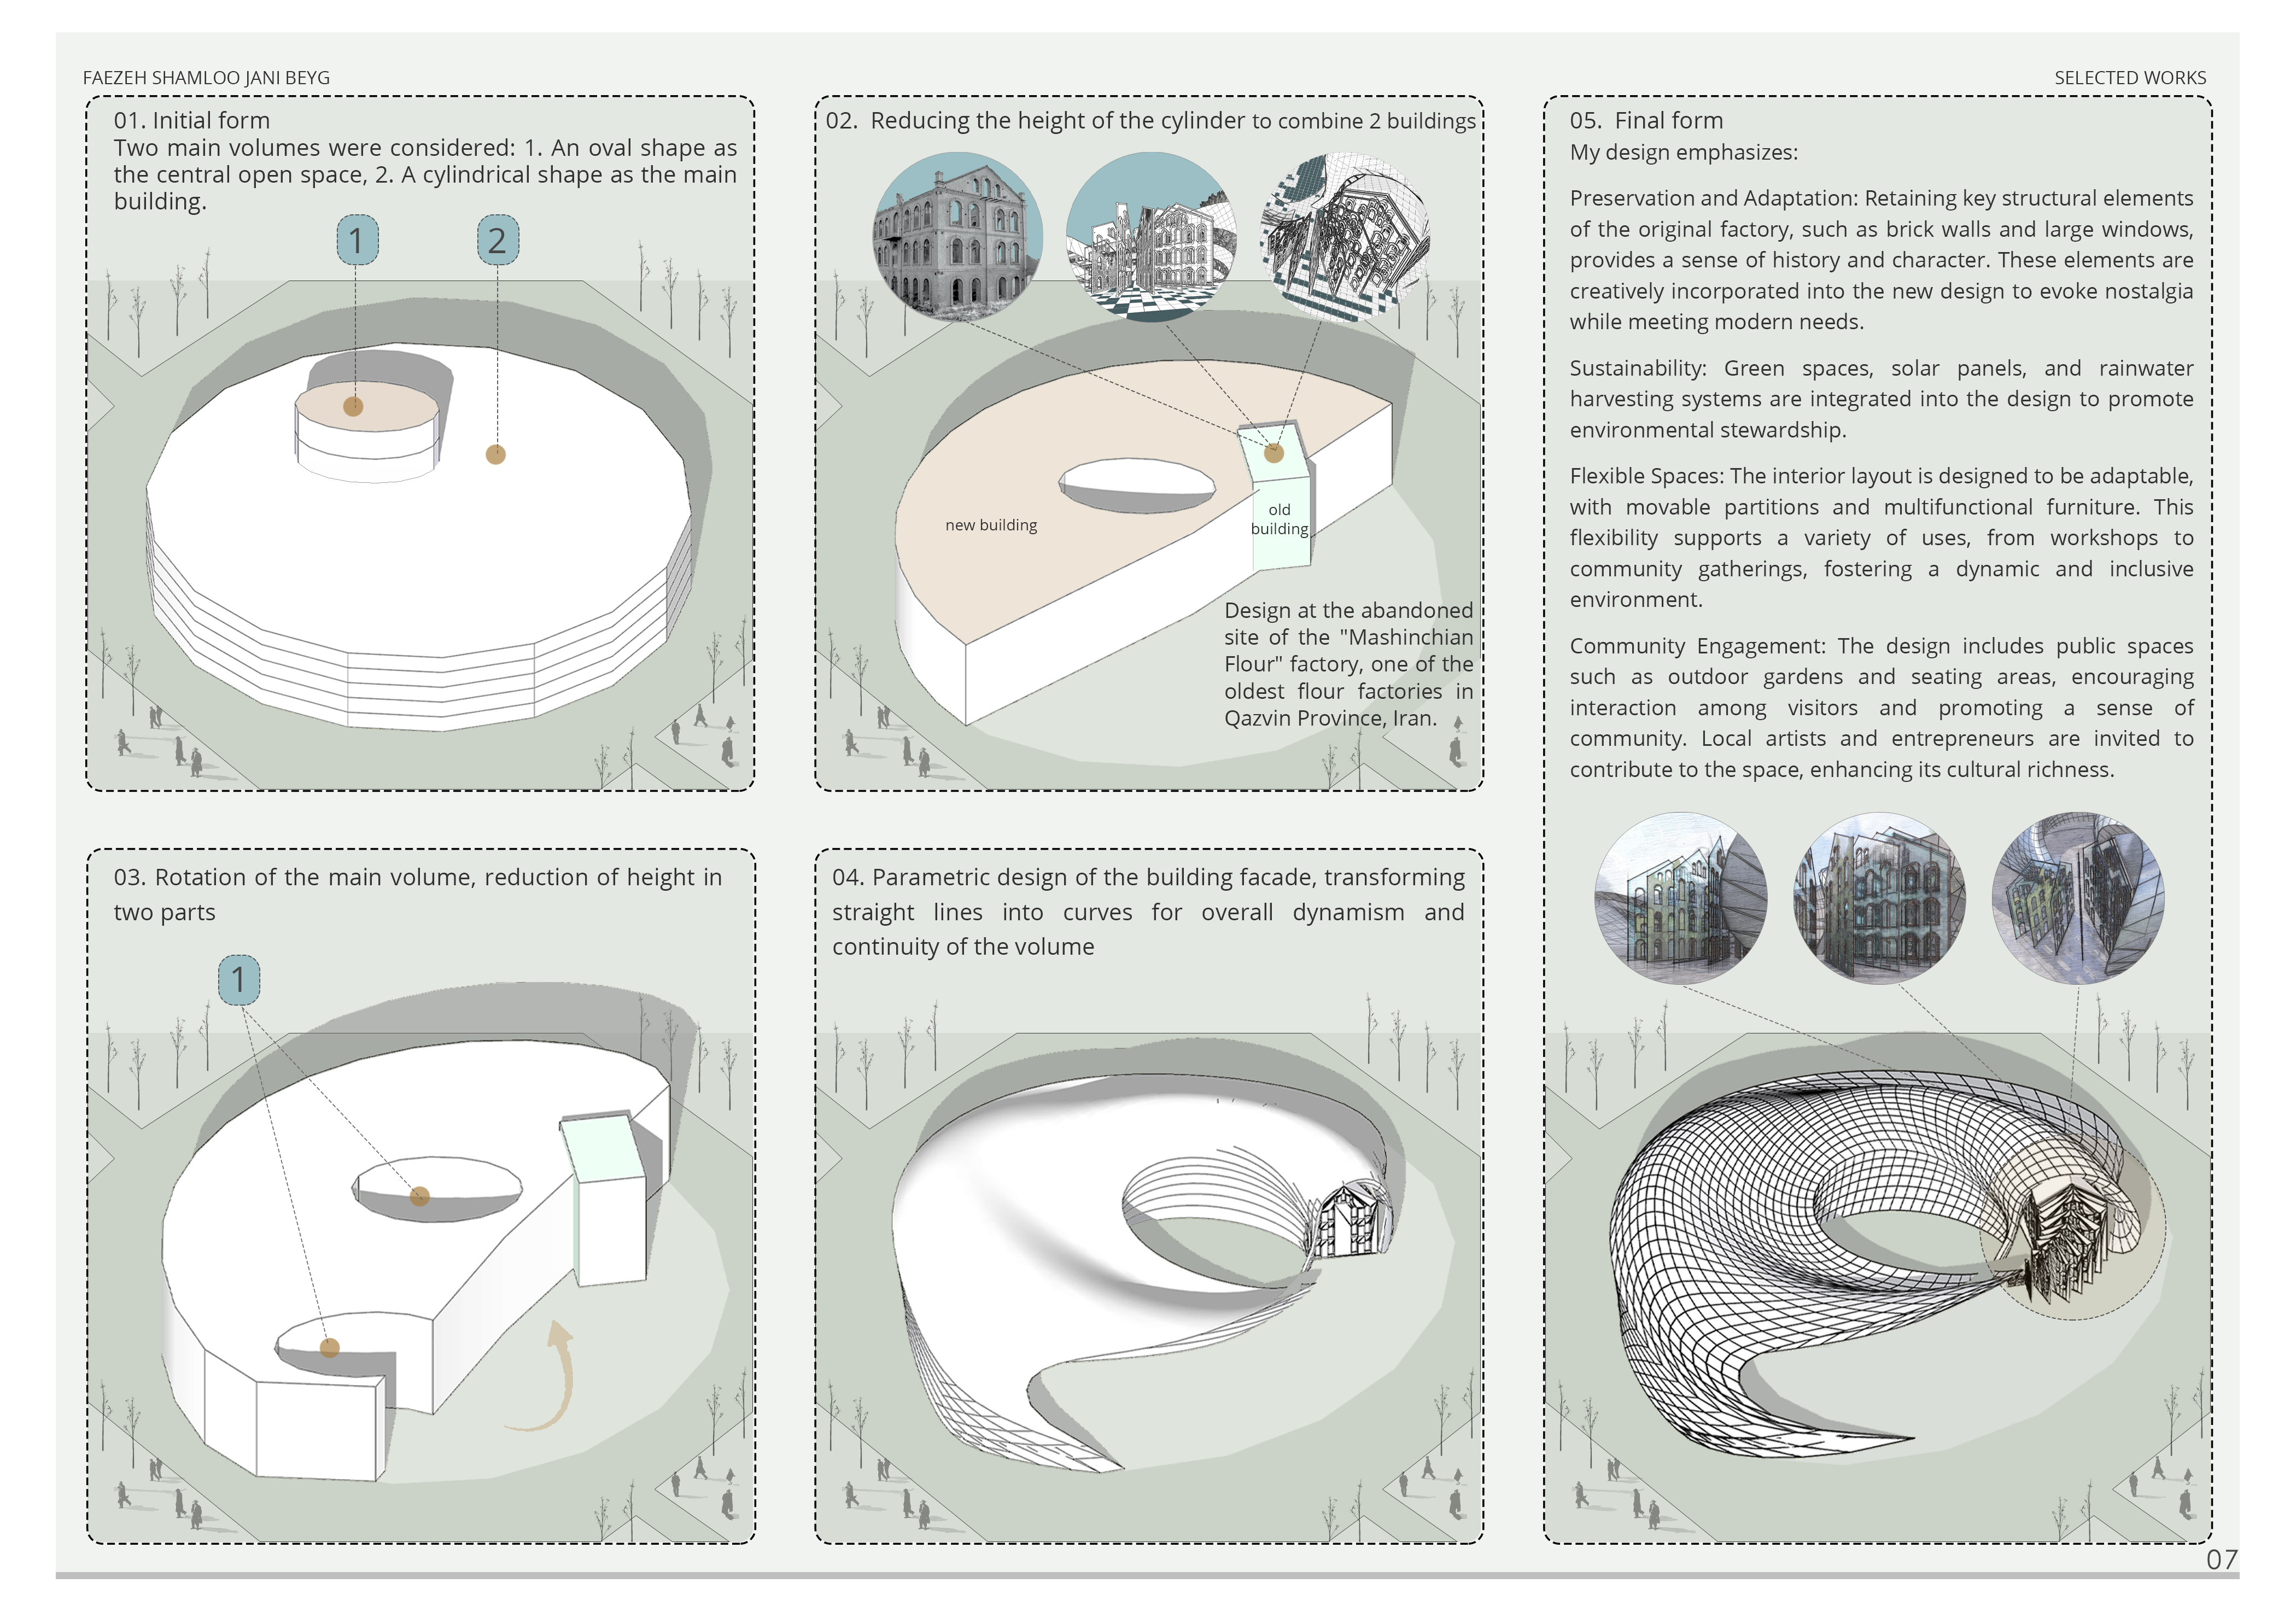 FAEZEH SHAMLOO JANI BEYG
SELECTED WORKS
01. Initial form
Two main volumes were considered: 1. An oval shape as
the central open space, 2. A cylindrical shape as the main
building.
1
2
02. Reducing the height of the cylinder to combine 2 buildings
new building
old
building
Design at the abandoned
site of the "Mashinchian
Flour" factory, one of the
oldest flour factories in
Qazvin Province, Iran.
03. Rotation of the main volume, reduction of height in
two parts
1
04. Parametric design of the building facade, transforming
straight lines into curves for overall dynamism and
continuity of the volume
05. Final form
My design emphasizes:
Preservation and Adaptation: Retaining key structural elements
of the original factory, such as brick walls and large windows,
provides a sense of history and character. These elements are
creatively incorporated into the new design to evoke nostalgia
while meeting modern needs.
Sustainability: Green spaces, solar panels, and rainwater
harvesting systems are integrated into the design to promote
environmental stewardship.
Flexible Spaces: The interior layout is designed to be adaptable,
with movable partitions and multifunctional furniture. This
flexibility supports a variety of uses, from workshops to
community gatherings, fostering a dynamic and inclusive
environment.
Community Engagement: The design includes public spaces
such as outdoor gardens and seating areas, encouraging
interaction among visitors and promoting a sense of
community. Local artists and entrepreneurs are invited to
contribute to the space, enhancing its cultural richness.
07